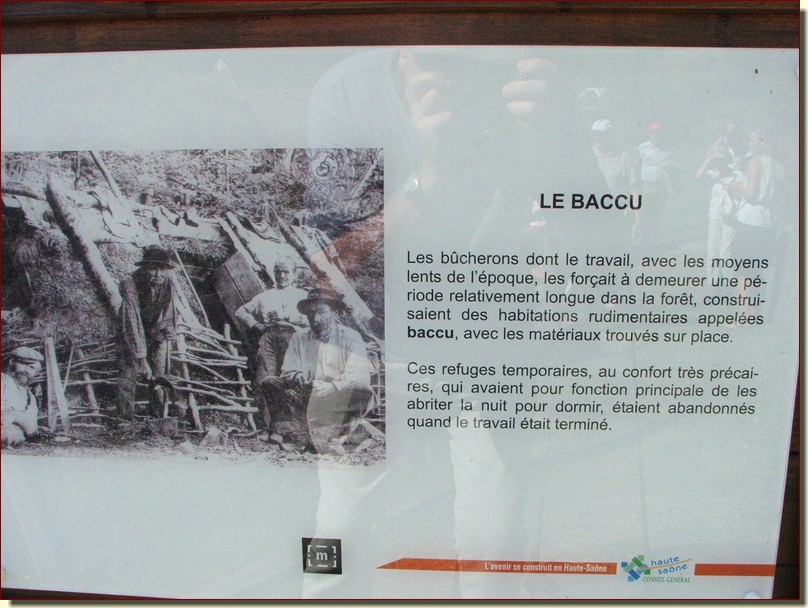 LE BACCU
Les bûcherons dont le travail, avec les moyens
lents de l'époque, les forçait à demeurer une pé-
riode relativement longue dans la forêt, construi-
saient des habitations rudimentaires appelées
baccu, avec les matériaux trouvés sur place.
Ces refuges temporaires, au confort très précai-
res, qui avaient pour fonction principale de les
abriter la nuit pour dormir, étaient abandonnés
quand le travail était terminé.
m
L'avenir se construit en Haute-Saône
haute
saône
CONSEIL GENERAL